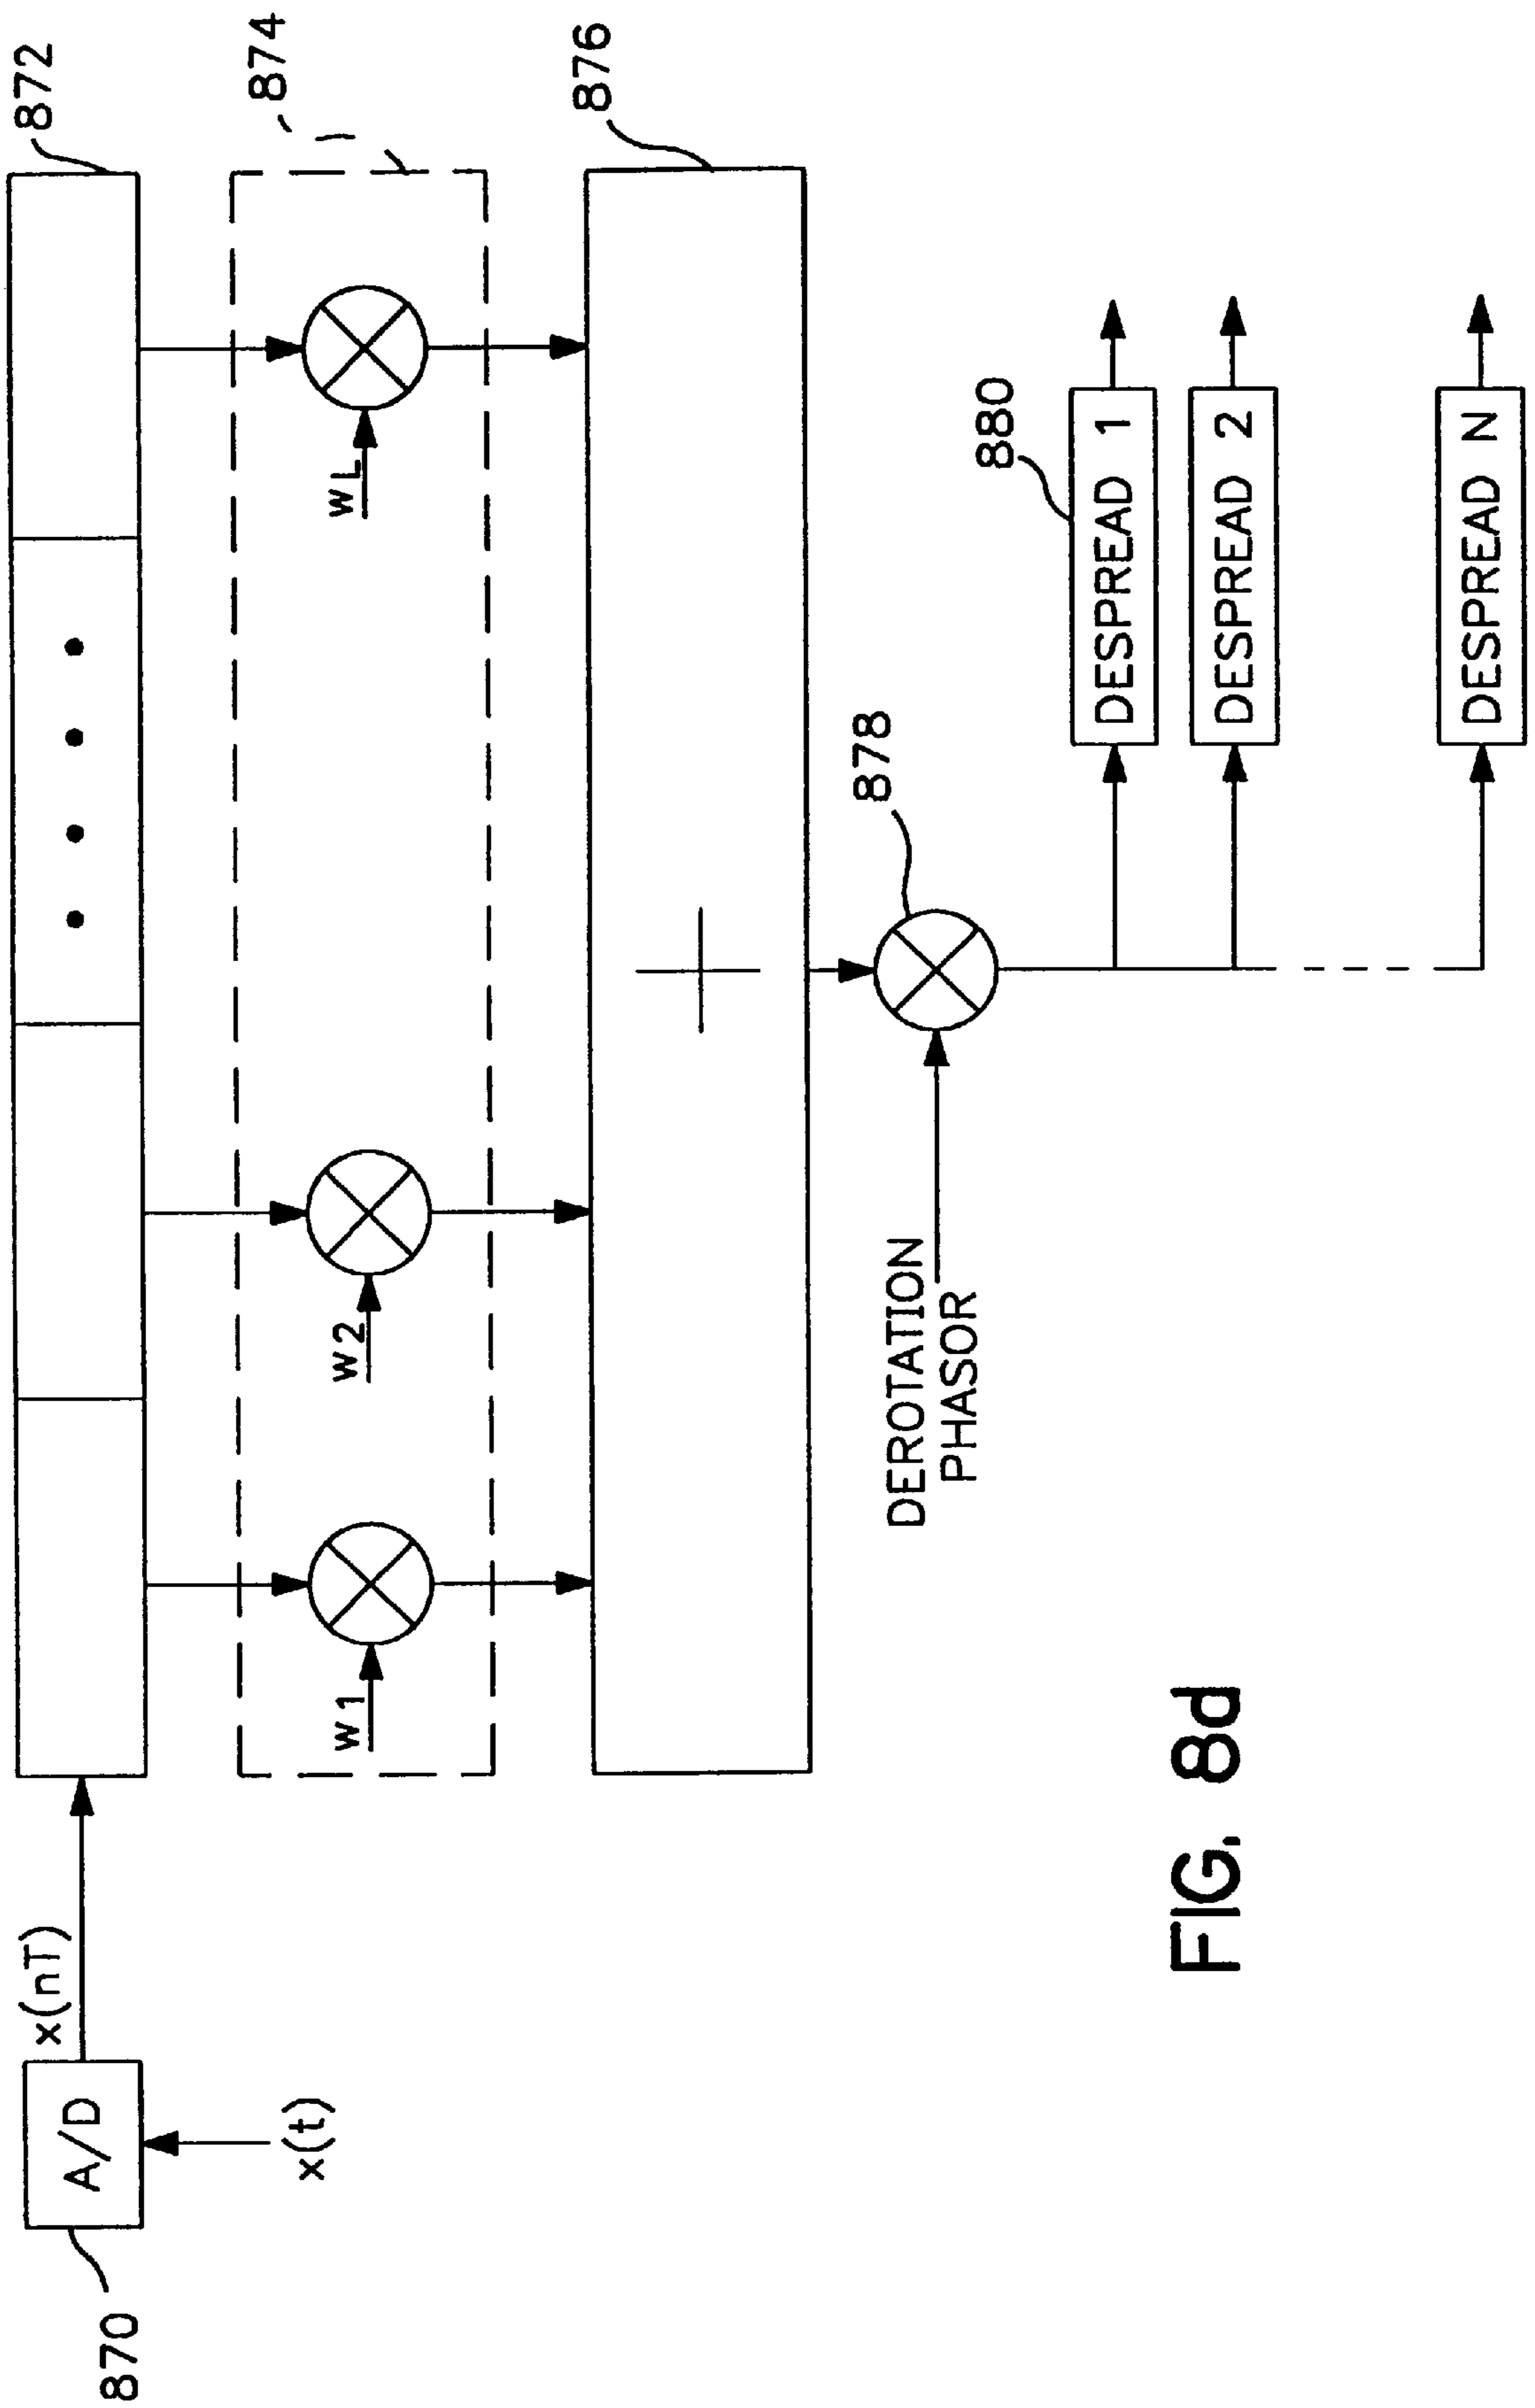 870
A/D
x(t)
x(nT)
872
874
w1
w2
wL
876
+
DEROTATION
PHASOR
878
880
DESPREAD 1
DESPREAD 2
DESPREAD N
FIG. 8d